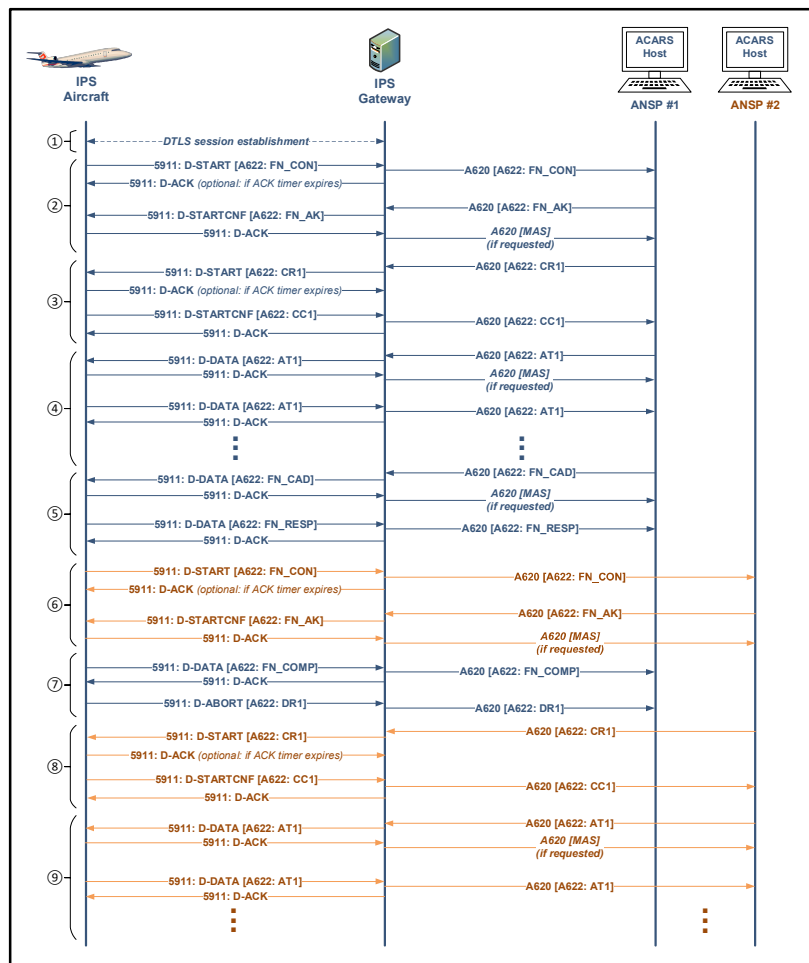 ACARS
Host
ACARS
Host
IPS
Aircraft
IPS
Gateway
ANSP #1
ANSP #2
①
DTLS session establishment
②
5911: D-START [A622: FN_CON]
A620 [A622: FN_CON]
5911: D-ACK (optional: if ACK timer expires)
A620 [A622: FN_AK]
5911: D-STARTCNF [A622: FN_AK]
5911: D-ACK
A620 [MAS]
(if requested)
③
A620 [A622: CR1]
5911: D-START [A622: CR1]
5911: D-ACK (optional: if ACK timer expires)
5911: D-STARTCNF [A622: CC1]
A620 [A622: CC1]
5911: D-ACK
④
A620 [A622: AT1]
5911: D-DATA [A622: AT1]
5911: D-ACK
A620 [MAS]
(if requested)
5911: D-DATA [A622: AT1]
A620 [A622: AT1]
5911: D-ACK
⑤
A620 [A622: FN_CAD]
5911: D-DATA [A622: FN_CAD]
5911: D-ACK
A620 [MAS]
(if requested)
5911: D-DATA [A622: FN_RESP]
A620 [A622: FN_RESP]
5911: D-ACK
⑥
5911: D-START [A622: FN_CON]
A620 [A622: FN_CON]
5911: D-ACK (optional: if ACK timer expires)
A620 [A622: FN_AK]
5911: D-STARTCNF [A622: FN_AK]
5911: D-ACK
A620 [MAS]
(if requested)
⑦
5911: D-DATA [A622: FN_COMP]
A620 [A622: FN_COMP]
5911: D-ACK
5911: D-ABORT [A622: DR1]
A620 [A622: DR1]
⑧
A620 [A622: CR1]
5911: D-START [A622: CR1]
5911: D-ACK (optional: if ACK timer expires)
5911: D-STARTCNF [A622: CC1]
A620 [A622: CC1]
5911: D-ACK
⑨
A620 [A622: AT1]
5911: D-DATA [A622: AT1]
5911: D-ACK
A620 [MAS]
(if requested)
5911: D-DATA [A622: AT1]
A620 [A622: AT1]
5911: D-ACK